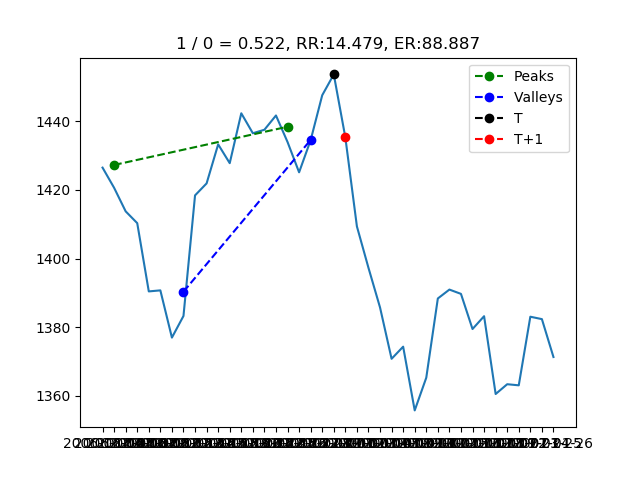 1 / 0 = 0.522, RR:14.479, ER:88.887
Peaks
Valleys
T
T+1
1440
1420
1400
1380
1360